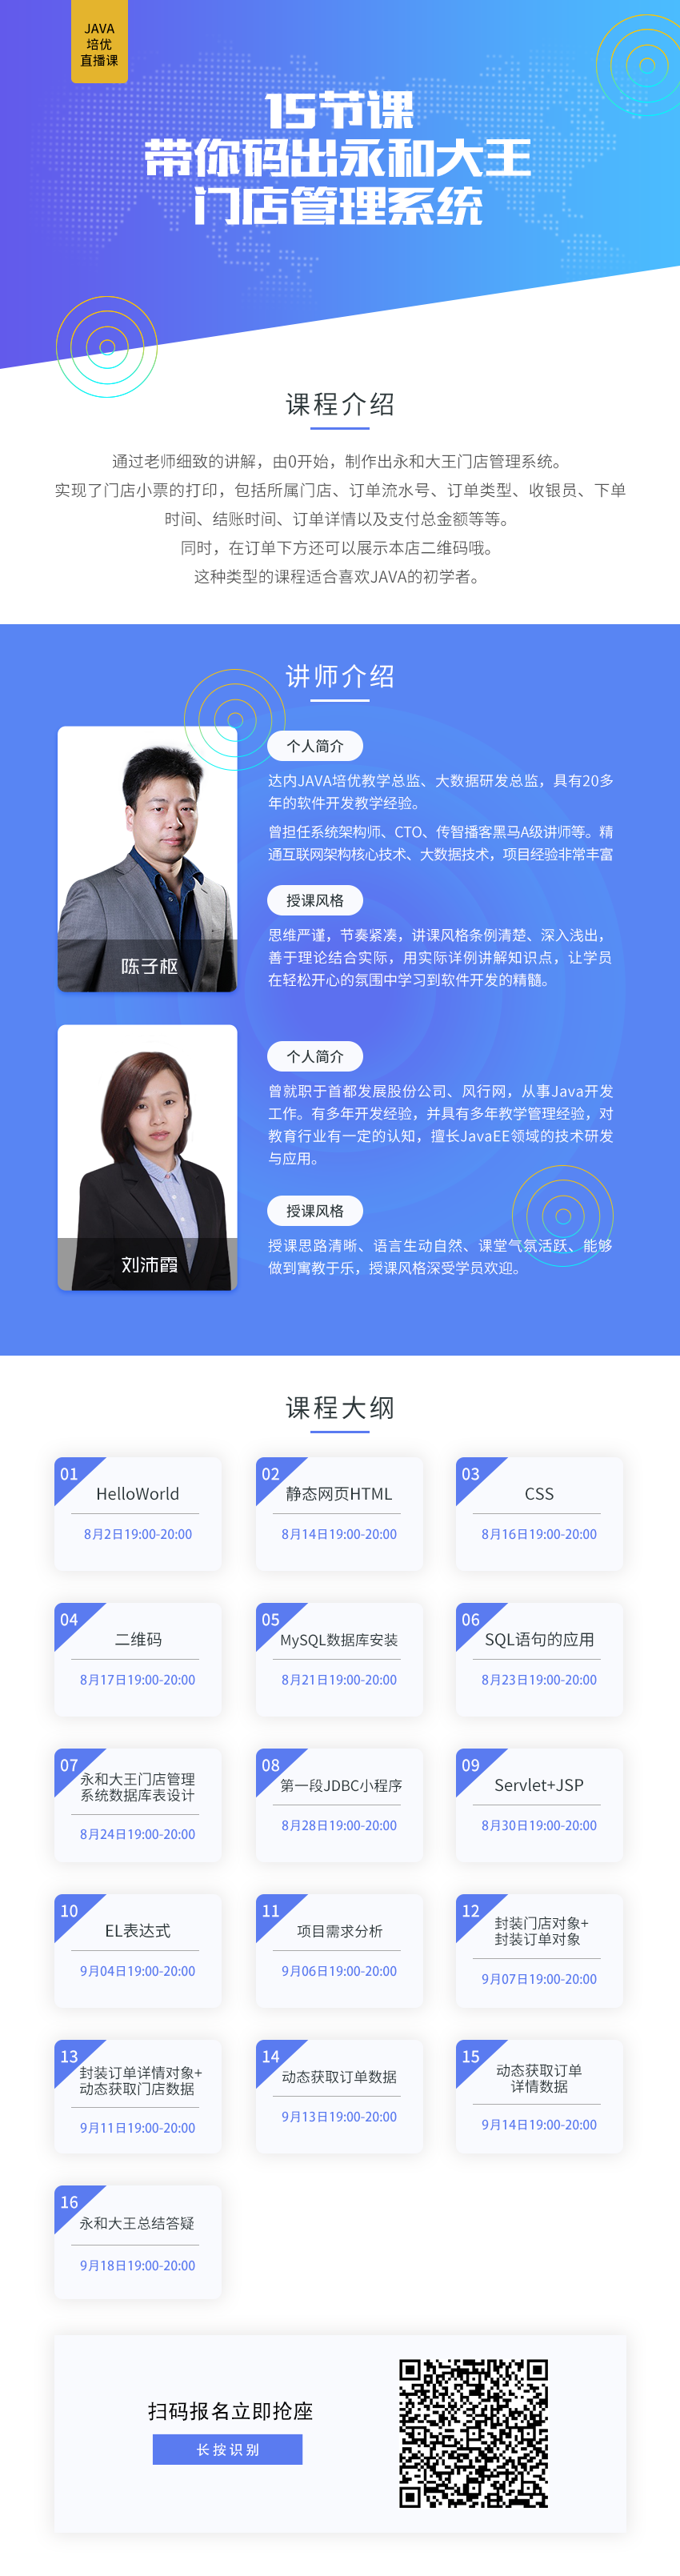 JAVA
培优
直播课
15节课
带你码出永和大王
门店管理系统
课程介绍
通过老师细致的讲解，由0开始，制作出永和大王门店管理系统。
实现了门店小票的打印，包括所属门店、订单流水号、订单类型、收银员、下单
时间、结账时间、订单详情以及支付总金额等等。
同时，在订单下方还可以展示本店二维码哦。
这种类型的课程适合喜欢JAVA的初学者。
讲师介绍
个人简介
达内JAVA培优教学总监、大数据研发总监，具有20多
年的软件开发教学经验。
曾担任系统架构师、CTO、传智播客黑马A级讲师等。精
通互联网架构核心技术、大数据技术，项目经验非常丰富
授课风格
思维严谨，节奏紧凑，讲课风格条例清楚、深入浅出，
善于理论结合实际，用实际详例讲解知识点，让学员
在轻松开心的氛围中学习到软件开发的精髓。
陈子枢
个人简介
曾就职于首都发展股份公司、风行网，从事Java开发
工作。有多年开发经验，并具有多年教学管理经验，对
教育行业有一定的认知，擅长JavaEE领域的技术研发
与应用。
授课风格
授课思路清晰、语言生动自然、课堂气氛活跃、能够
做到寓教于乐，授课风格深受学员欢迎。
刘沛霞
课程大纲
01
HelloWorld
8月2日19:00-20:00
02
静态网页HTML
8月14日19:00-20:00
03
CSS
8月16日19:00-20:00
04
二维码
8月17日19:00-20:00
05
MySQL数据库安装
8月21日19:00-20:00
06
SQL语句的应用
8月23日19:00-20:00
07
永和大王门店管理
系统数据库表设计
8月24日19:00-20:00
08
第一段JDBC小程序
8月28日19:00-20:00
09
Servlet+JSP
8月30日19:00-20:00
10
EL表达式
9月04日19:00-20:00
11
项目需求分析
9月06日19:00-20:00
12
封装门店对象+
封装订单对象
9月07日19:00-20:00
13
封装订单详情对象+
动态获取门店数据
9月11日19:00-20:00
14
动态获取订单数据
9月13日19:00-20:00
15
动态获取订单
详情数据
9月14日19:00-20:00
16
永和大王总结答疑
9月18日19:00-20:00
扫码报名立即抢座
长按识别